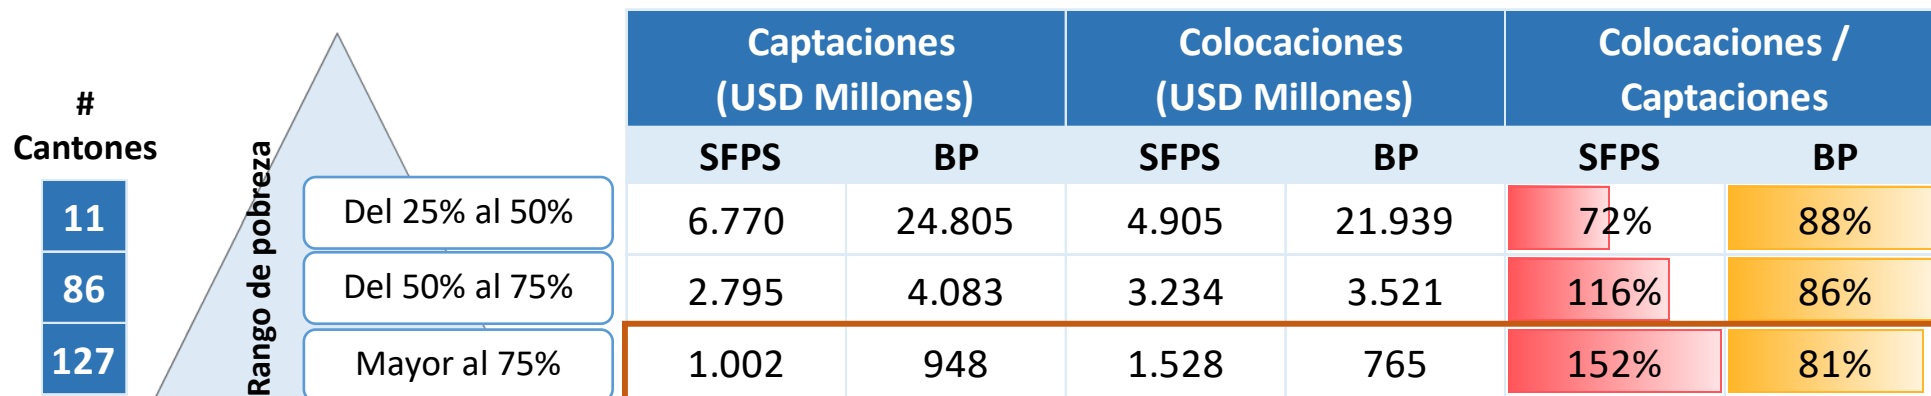 #
Cantones
Rango de pobreza
Captaciones
(USD Millones)
Colocaciones
(USD Millones)
Colocaciones /
Captaciones
SFPS BP SFPS BP SFPS BP
11 Del 25% al 50% 6.770 24.805 4.905 21.939 72% 88%
86 Del 50% al 75% 2.795 4.083 3.234 3.521 116% 86%
127 Mayor al 75% 1.002 948 1.528 765 152% 81%